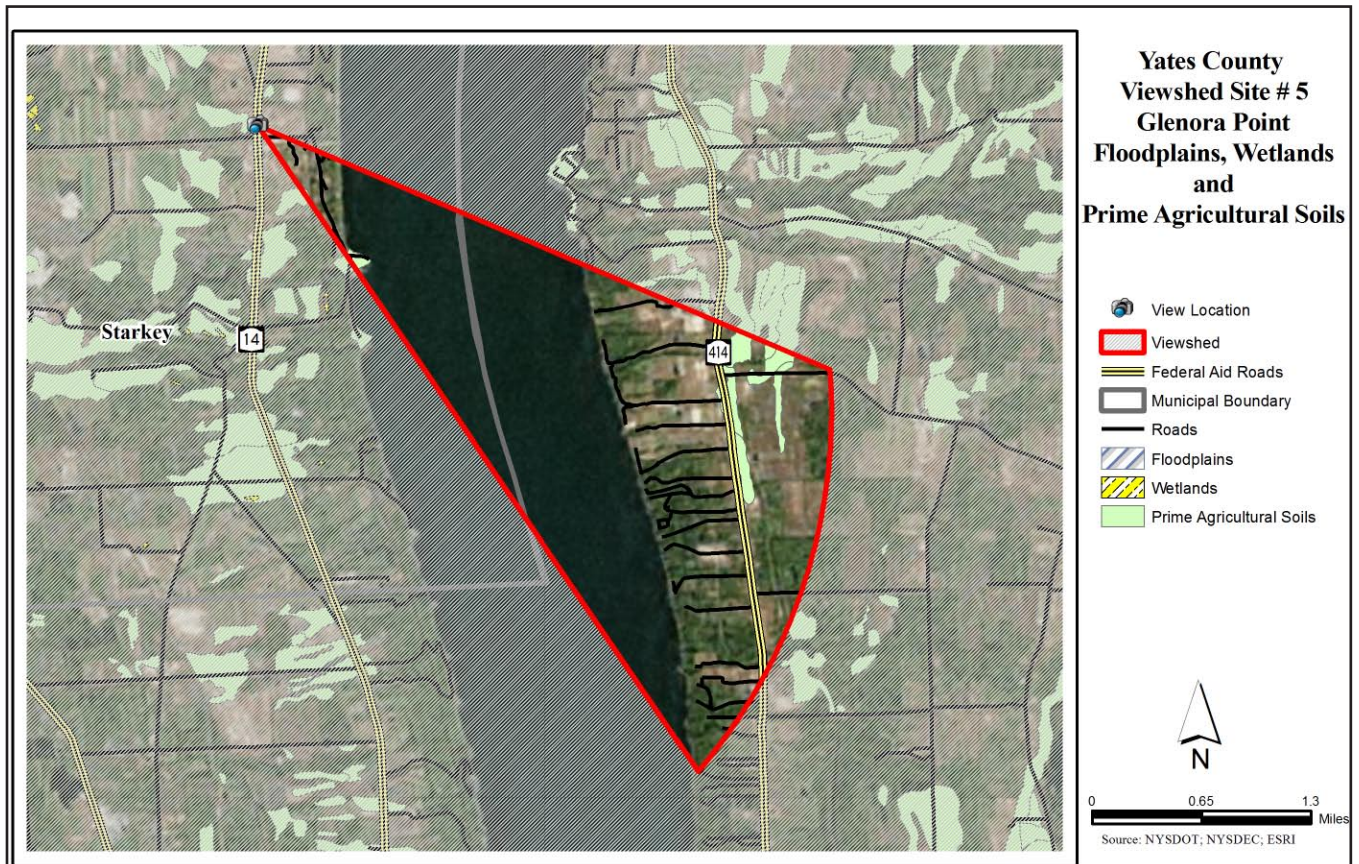 Yates County
Viewshed Site # 5
Glenora Point
Floodplains, Wetlands
and
Prime Agricultural Soils
View Location
Viewshed
Federal Aid Roads
Municipal Boundary
Roads
Floodplains
Wetlands
Prime Agricultural Soils
Starkey
14
414
N
0 0.65 1.3
Miles
Source: NYSDOT; NYSDEC; ESRI